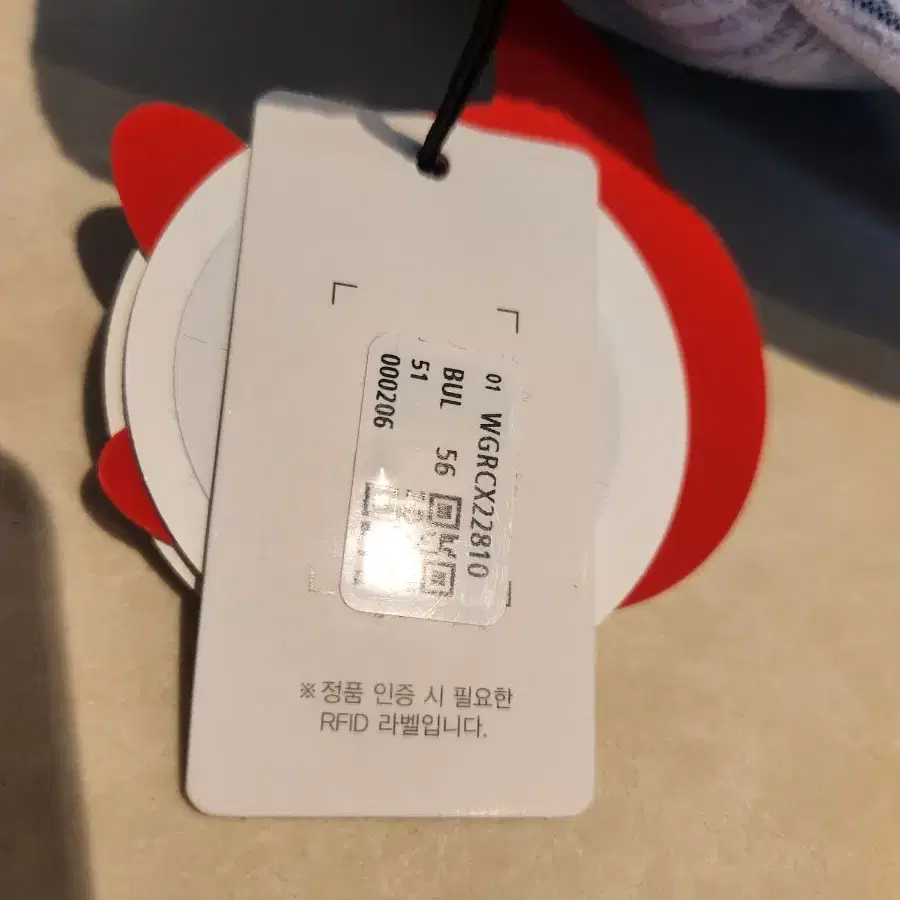 01 WGRCX22810
BUL 56
51
000206
※ 정품 인증 시 필요한
RFID 라벨입니다.